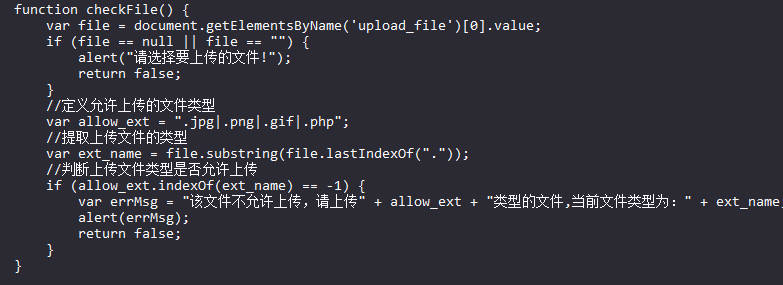 function checkFile() {
    var file = document.getElementsByName('upload_file')[0].value;
    if (file == null || file == "") {
        alert("请选择要上传的文件!");
        return false;
    }
    //定义允许上传的文件类型
    var allow_ext = ".jpg|.png|.gif|.php";
    //提取上传文件的类型
    var ext_name = file.substring(file.lastIndexOf("."));
    //判断上传文件类型是否允许上传
    if (allow_ext.indexOf(ext_name) == -1) {
        var errMsg = "该文件不允许上传，请上传" + allow_ext + "类型的文件,当前文件类型为：" + ext_name
        alert(errMsg);
        return false;
    }
}